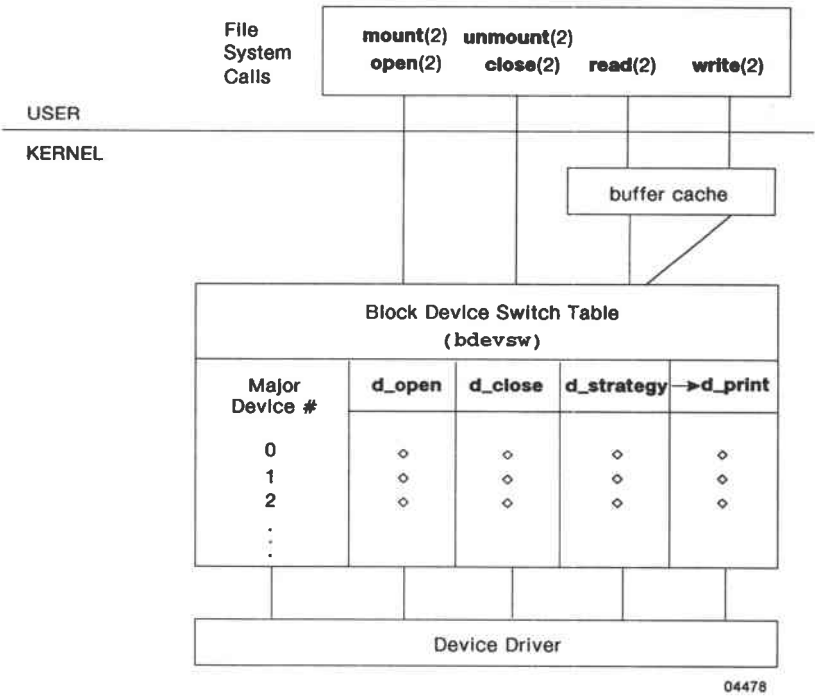 File
System
Calls
mount(2) unmount(2)
open(2) close(2) read(2) write(2)
USER
KERNEL
buffer cache
Block Device Switch Table
(bdevsw)
Major
Device #
d_open d_close d_strategy →d_print
0
1
2
.
.
.
Device Driver
04478